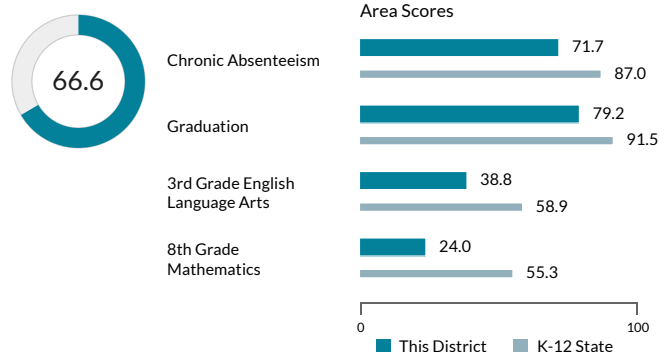 66.6
Area Scores
Chronic Absenteeism
71.7
87.0
Graduation
79.2
91.5
3rd Grade English
Language Arts
38.8
58.9
8th Grade
Mathematics
24.0
55.3
0
100
This District
K-12 State